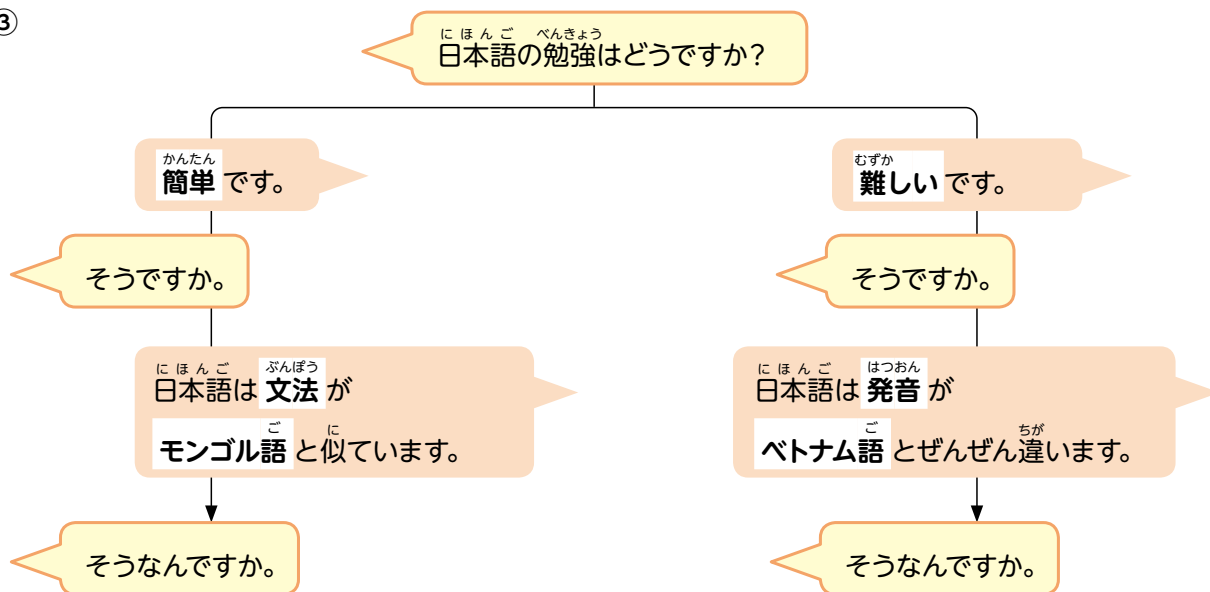 ③
日本語の勉強はどうですか?
にほんご べんきょう
簡単です。
かんたん
そうですか。
日本語は文法が
にほんご ぶんぽう
モンゴル語と似ています。
ご に
そうなんですか。
難しいです。
むずか
そうですか。
日本語は発音が
にほんご はつおん
ベトナム語とぜんぜん違います。
ご ちが
そうなんですか。